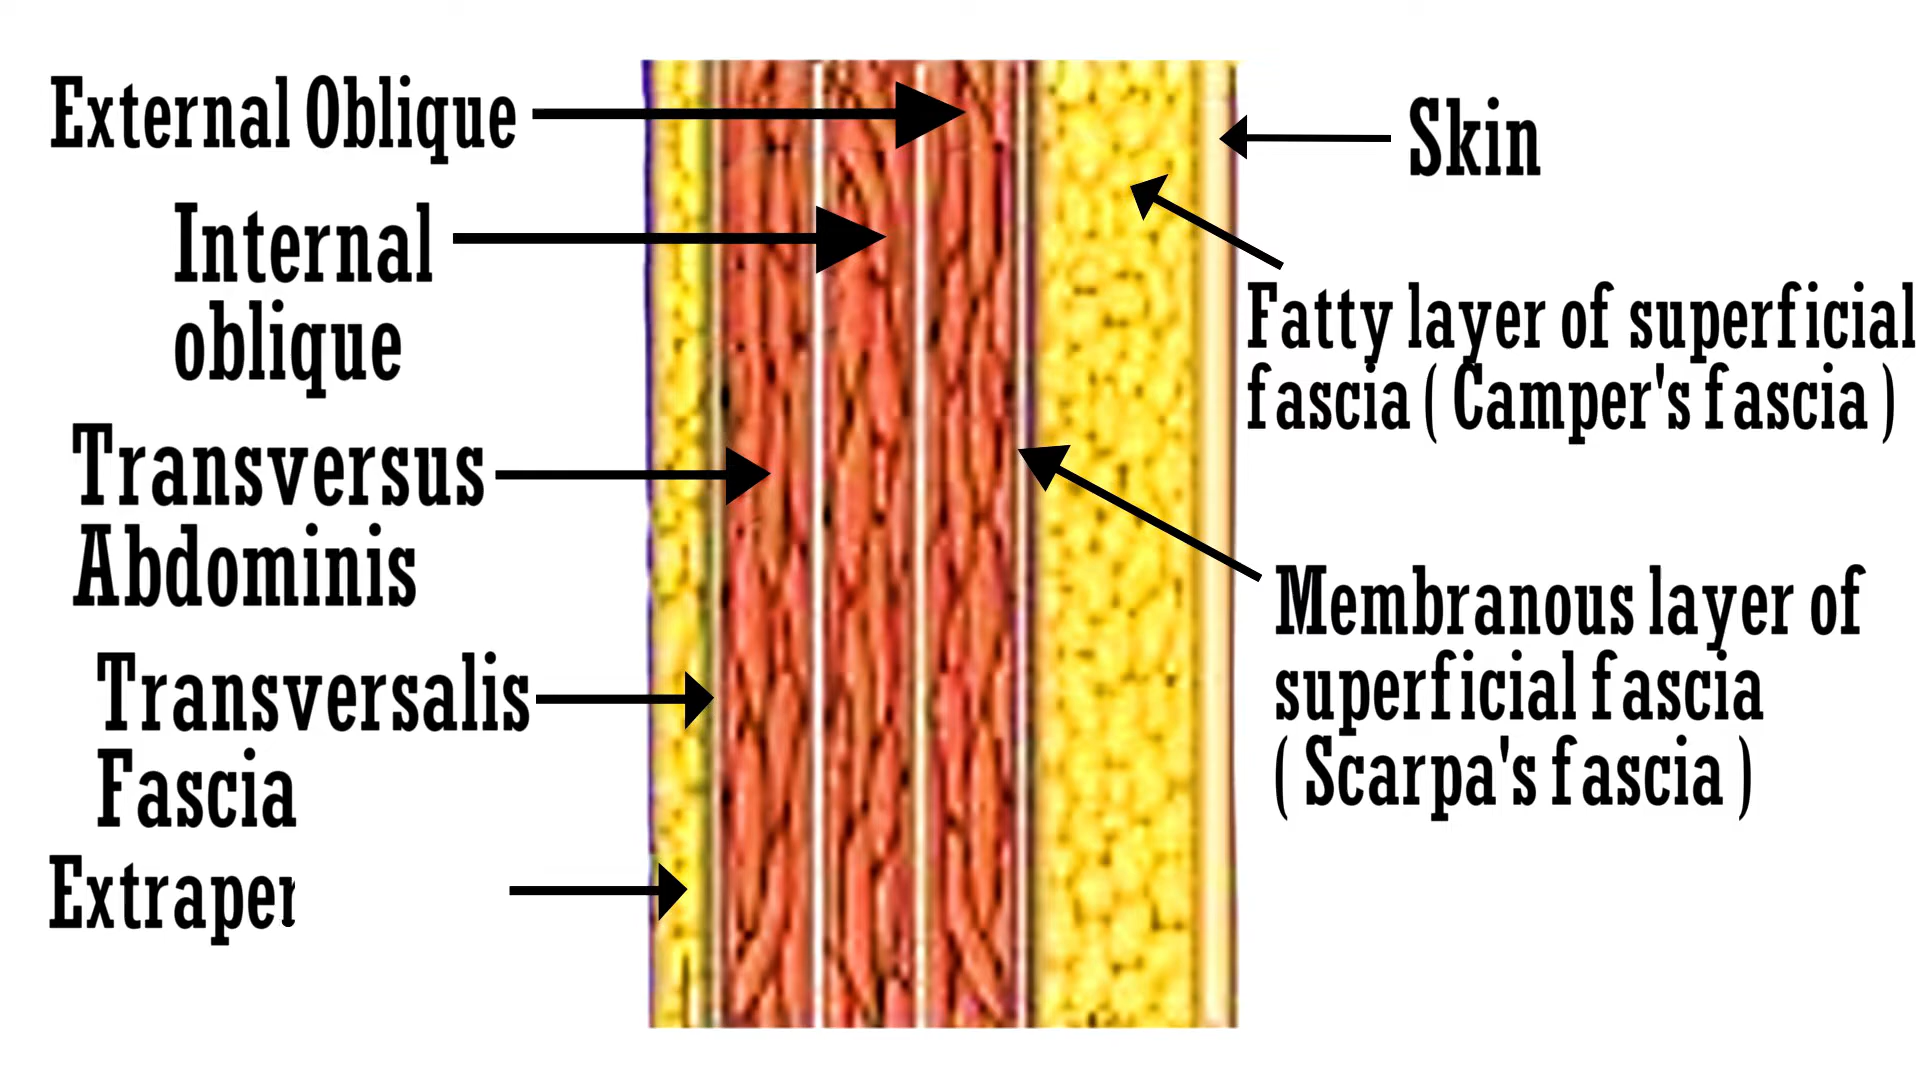 External Oblique
Internal
oblique
Transversus
Abdominis
Transversalis
Fascia
Extraper
Skin
Fatty layer of superficial
fascia ( Camper's fascia )
Membranous layer of
superficial fascia
( Scarpa's fascia )